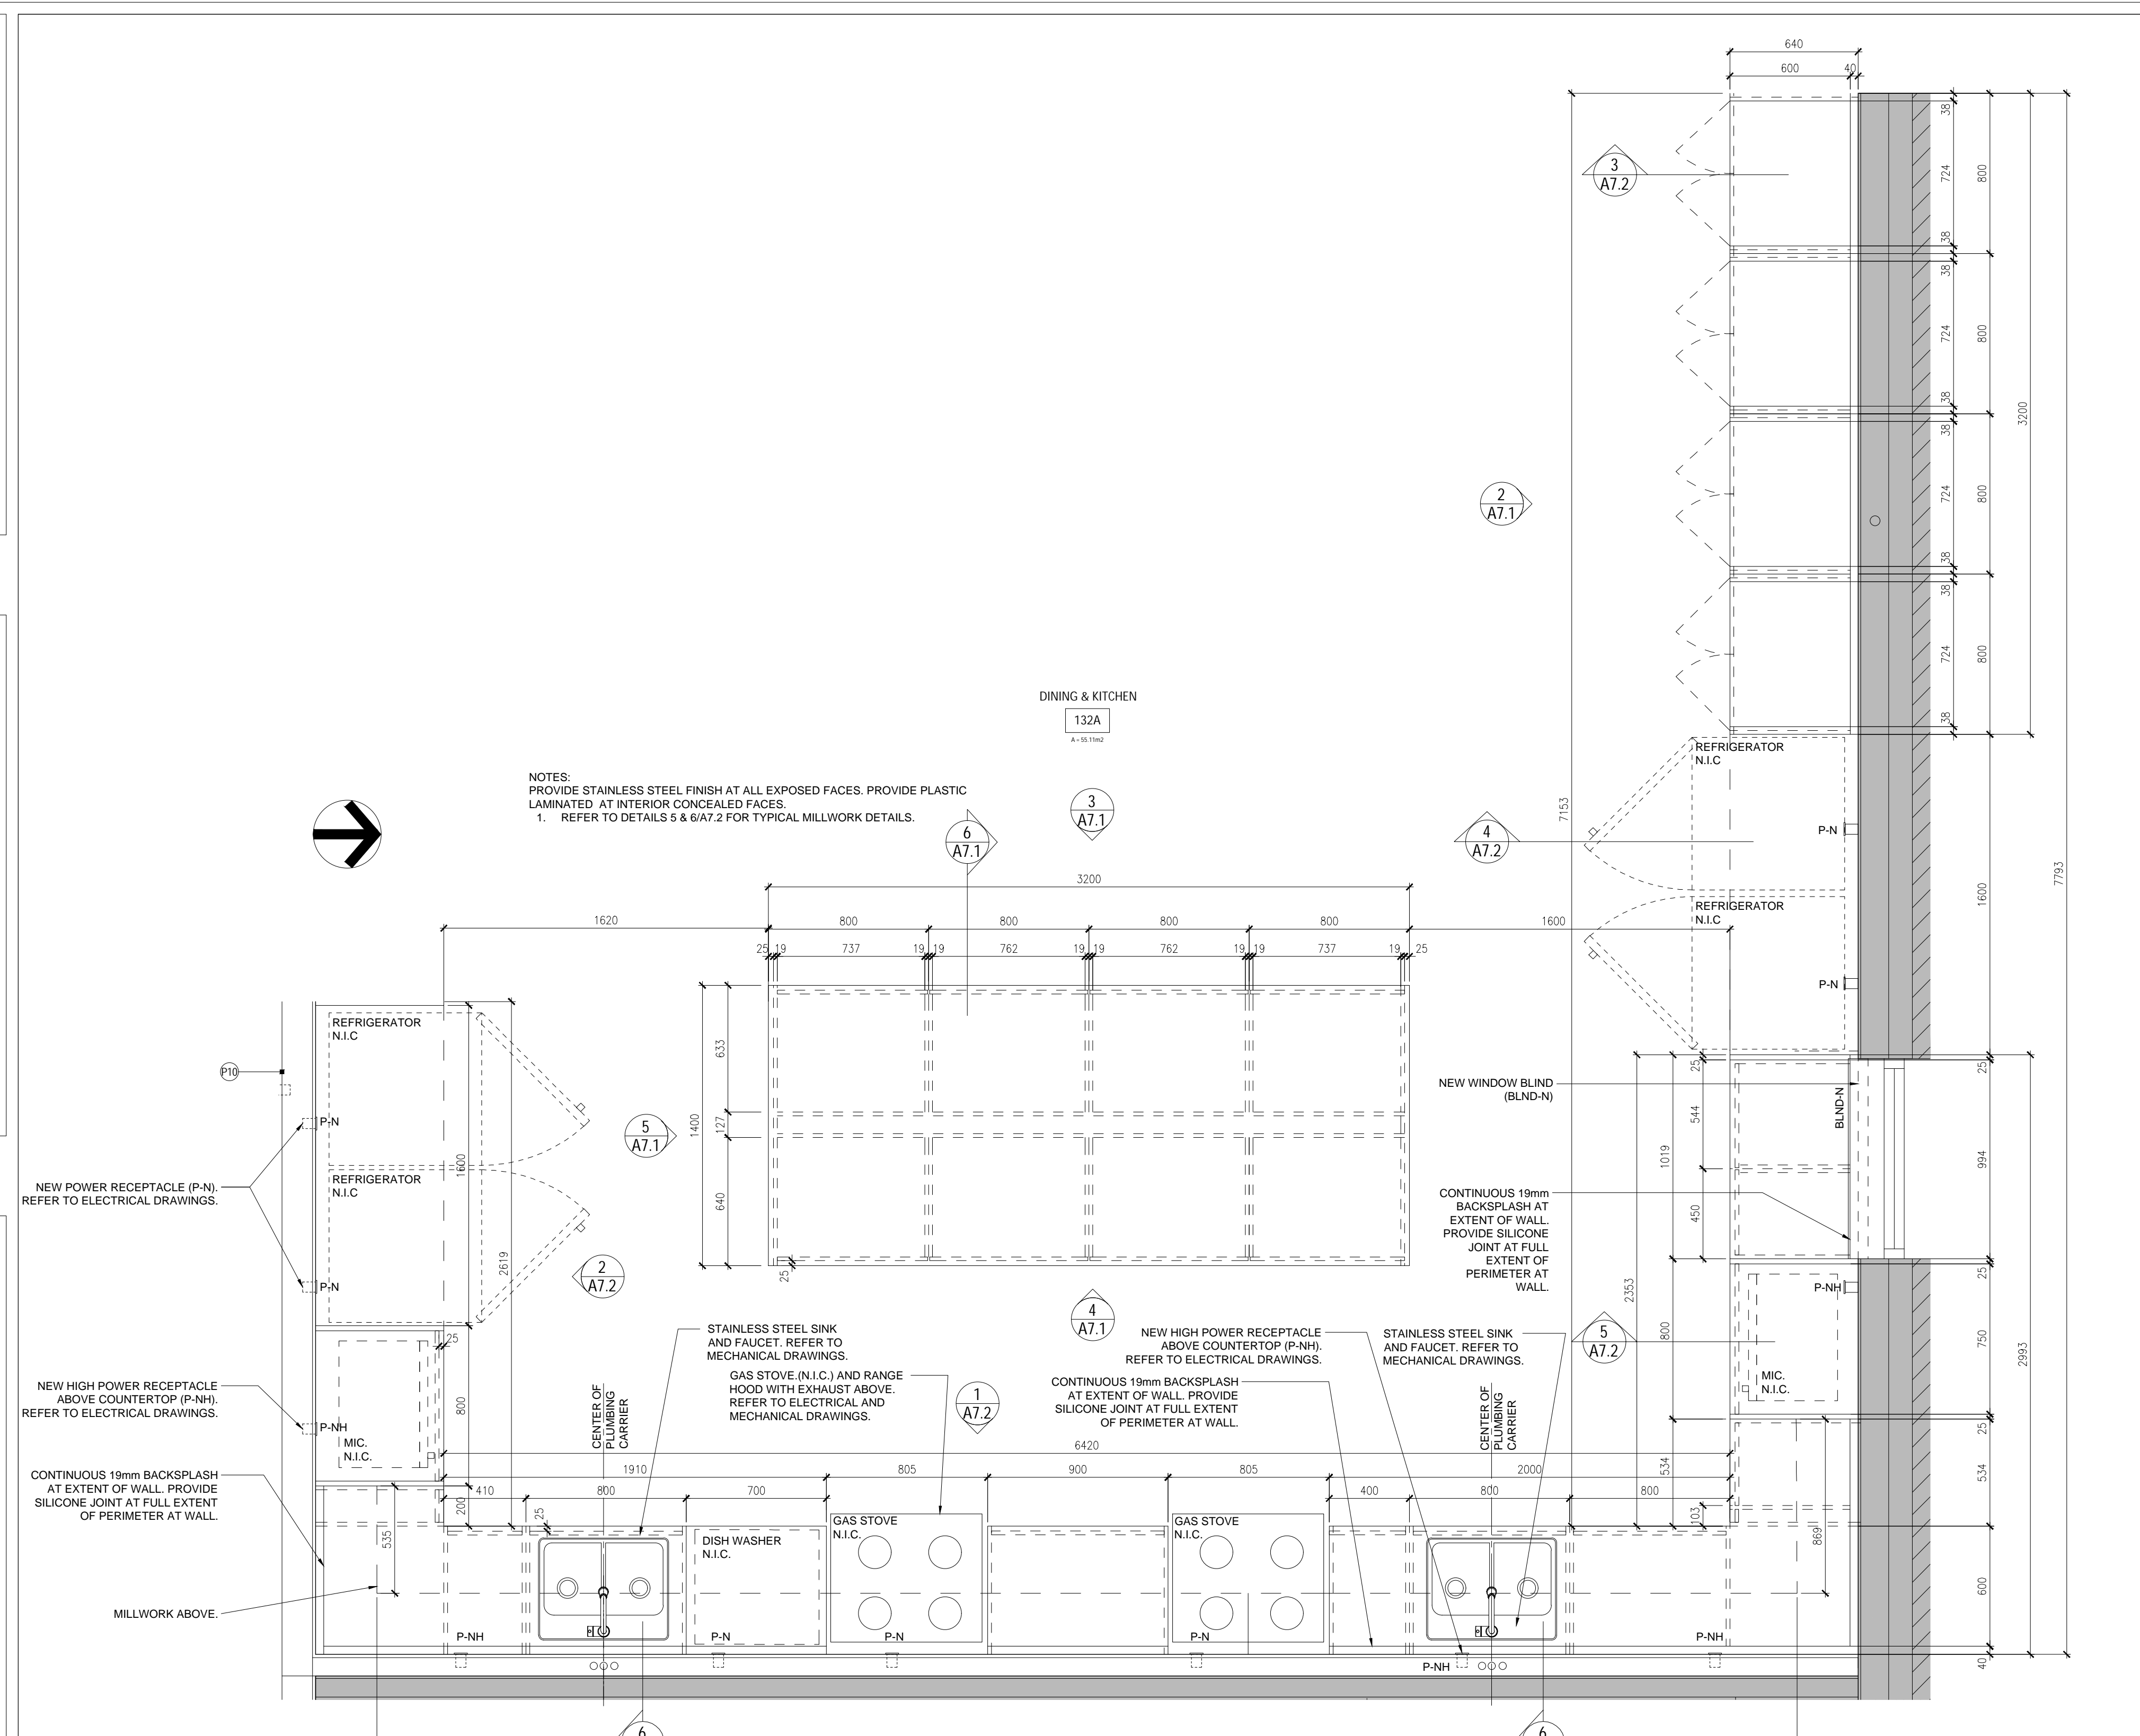 640
600
40
3
A7.2
38
724
38
800
38
724
38
800
38
724
38
800
38
724
38
800
3200
7793
7153
2
A7.1
DINING & KITCHEN
132A
A = 55.11m2
NOTES:
PROVIDE STAINLESS STEEL FINISH AT ALL EXPOSED FACES. PROVIDE PLASTIC
LAMINATED AT INTERIOR CONCEALED FACES.
1. REFER TO DETAILS 5 & 6/A7.2 FOR TYPICAL MILLWORK DETAILS.
6
A7.1
3
A7.1
4
A7.2
REFRIGERATOR
N.I.C
P-N
REFRIGERATOR
N.I.C
P-N
1600
1620
3200
800
800
800
800
1600
25
19
737
19
19
762
19
19
762
19
19
737
19
25
633
127
640
1400
25
5
A7.1
4
A7.1
REFRIGERATOR
N.I.C
REFRIGERATOR
N.I.C
P10
P-N
P-N
NEW POWER RECEPTACLE (P-N).
REFER TO ELECTRICAL DRAWINGS.
1600
2619
2
A7.2
25
800
200
NEW HIGH POWER RECEPTACLE
ABOVE COUNTERTOP (P-NH).
REFER TO ELECTRICAL DRAWINGS.
P-NH
MIC.
N.I.C.
CONTINUOUS 19mm BACKSPLASH
AT EXTENT OF WALL. PROVIDE
SILICONE JOINT AT FULL EXTENT
OF PERIMETER AT WALL.
535
MILLWORK ABOVE.
STAINLESS STEEL SINK
AND FAUCET. REFER TO
MECHANICAL DRAWINGS.
GAS STOVE.(N.I.C.) AND RANGE
HOOD WITH EXHAUST ABOVE.
REFER TO ELECTRICAL AND
MECHANICAL DRAWINGS.
1
A7.2
CENTER OF
PLUMBING
CARRIER
NEW HIGH POWER RECEPTACLE
ABOVE COUNTERTOP (P-NH).
REFER TO ELECTRICAL DRAWINGS.
CONTINUOUS 19mm BACKSPLASH
AT EXTENT OF WALL. PROVIDE
SILICONE JOINT AT FULL EXTENT
OF PERIMETER AT WALL.
STAINLESS STEEL SINK
AND FAUCET. REFER TO
MECHANICAL DRAWINGS.
CENTER OF
PLUMBING
CARRIER
NEW WINDOW BLIND
(BLND-N)
BLND-N
CONTINUOUS 19mm
BACKSPLASH AT
EXTENT OF WALL.
PROVIDE SILICONE
JOINT AT FULL
EXTENT OF
PERIMETER AT
WALL.
25
544
450
1019
2353
800
534
103
869
5
A7.2
P-NH
MIC.
N.I.C.
25
994
25
750
25
534
600
40
2993
6420
1910
805
900
805
2000
410
800
700
400
800
800
25
DISH WASHER
N.I.C.
GAS STOVE
N.I.C.
GAS STOVE
N.I.C.
P-NH
P-N
P-N
P-N
P-NH
P-NH
6
6